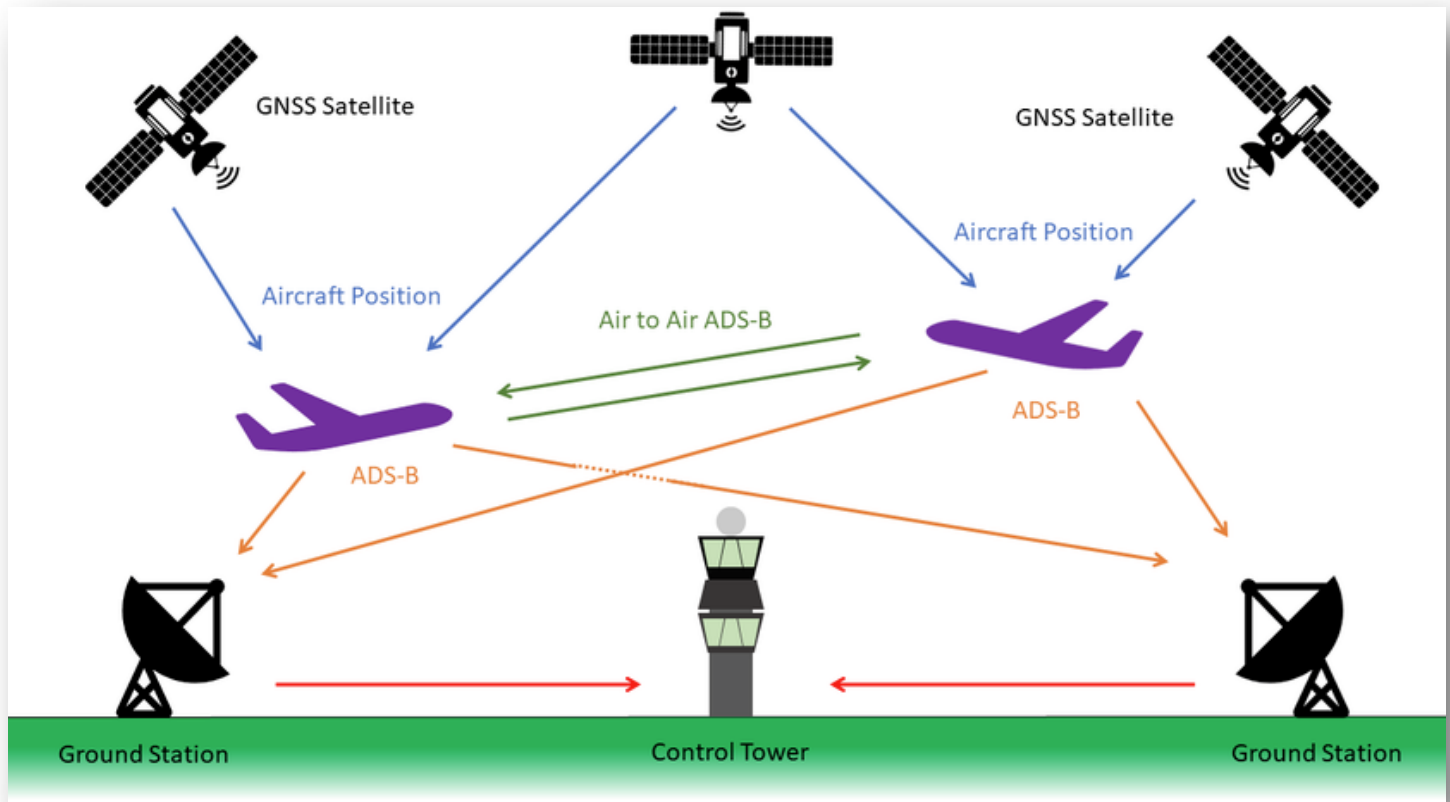 GNSS Satellite
GNSS Satellite
Aircraft Position
Aircraft Position
Air to Air ADS-B
ADS-B
ADS-B
Ground Station
Control Tower
Ground Station